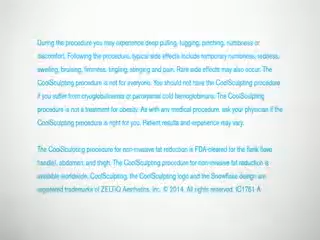 During the procedure you may experience deep pulling, tugging, pinching, numbness or
discomfort. Following the procedure, typical side effects include temporary numbness, redness,
swelling, bruising, firmness, tingling, stinging and pain. Rare side effects may also occur. The
CoolSculpting procedure is not for everyone. You should not have the CoolSculpting procedure
if you suffer from cryoglobulinemia or paroxysmal cold hemoglobinuria. The CoolSculpting
procedure is not a treatment for obesity. As with any medical procedure, ask your physician if the
CoolSculpting procedure is right for you. Patient results and experience may vary.
The CoolSculpting procedure for non-invasive fat reduction is FDA-cleared for the flank (love
handle), abdomen, and thigh. The CoolSculpting procedure for non-invasive fat reduction is
available worldwide. CoolSculpting, the CoolSculpting logo and the Snowflake design are
registered trademarks of ZELTIQ Aesthetics, Inc. © 2014. All rights reserved. IC1761-A